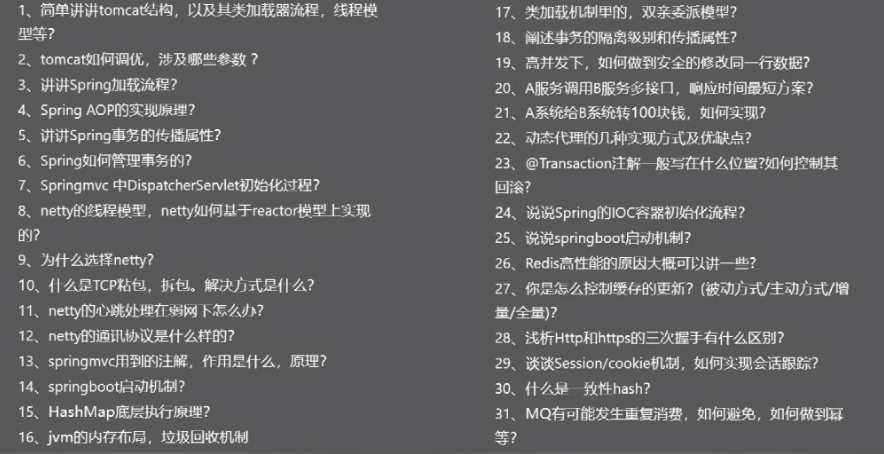 1、简单讲讲tomcat结构，以及其类加载器流程，线程模
型等？
2、tomcat如何调优，涉及哪些参数 ？
3、讲讲Spring加载流程？
4、Spring AOP的实现原理？
5、讲讲Spring事务的传播属性？
6、Spring如何管理事务的？
7、Springmvc 中DispatcherServlet初始化过程？
8、netty的线程模型，netty如何基于reactor模型上实现
的？
9、为什么选择netty？
10、什么是TCP粘包，拆包。解决方式是什么？
11、netty的心跳处理在弱网下怎么办？
12、netty的通讯协议是什么样的？
13、springmvc用到的注解，作用是什么，原理？
14、springboot启动机制？
15、HashMap底层执行原理？
16、jvm的内存布局，垃圾回收机制
17、类加载机制里的，双亲委派模型？
18、阐述事务的隔离级别和传播属性？
19、高并发下，如何做到安全的修改同一行数据？
20、A服务调用B服务多接口，响应时间最短方案？
21、A系统给B系统转100块钱，如何实现？
22、动态代理的几种实现方式及优缺点？
23、@Transaction注解一般写在什么位置?如何控制其
回滚？
24、说说Spring的IOC容器初始化流程？
25、说说springboot启动机制？
26、Redis高性能的原因大概可以讲一些？
27、你是怎么控制缓存的更新？(被动方式/主动方式/增
量/全量)？
28、浅析Http和https的三次握手有什么区别？
29、谈谈Session/cookie机制，如何实现会话跟踪？
30、什么是一致性hash？
31、MQ有可能发生重复消费，如何避免，如何做到幂
等？